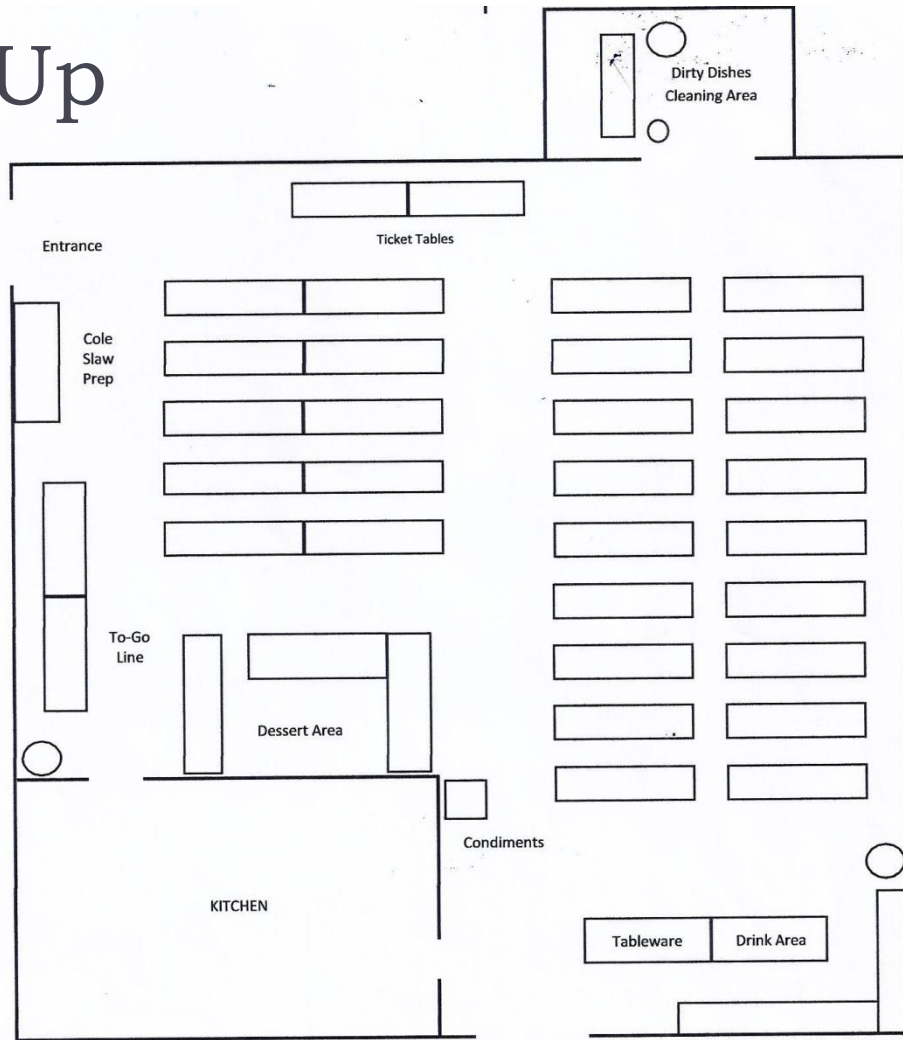 Up
Dirty Dishes
Cleaning Area
Ticket Tables
Entrance
Cole
Slaw
Prep
To-Go
Line
Dessert Area
Condiments
KITCHEN
Tableware
Drink Area